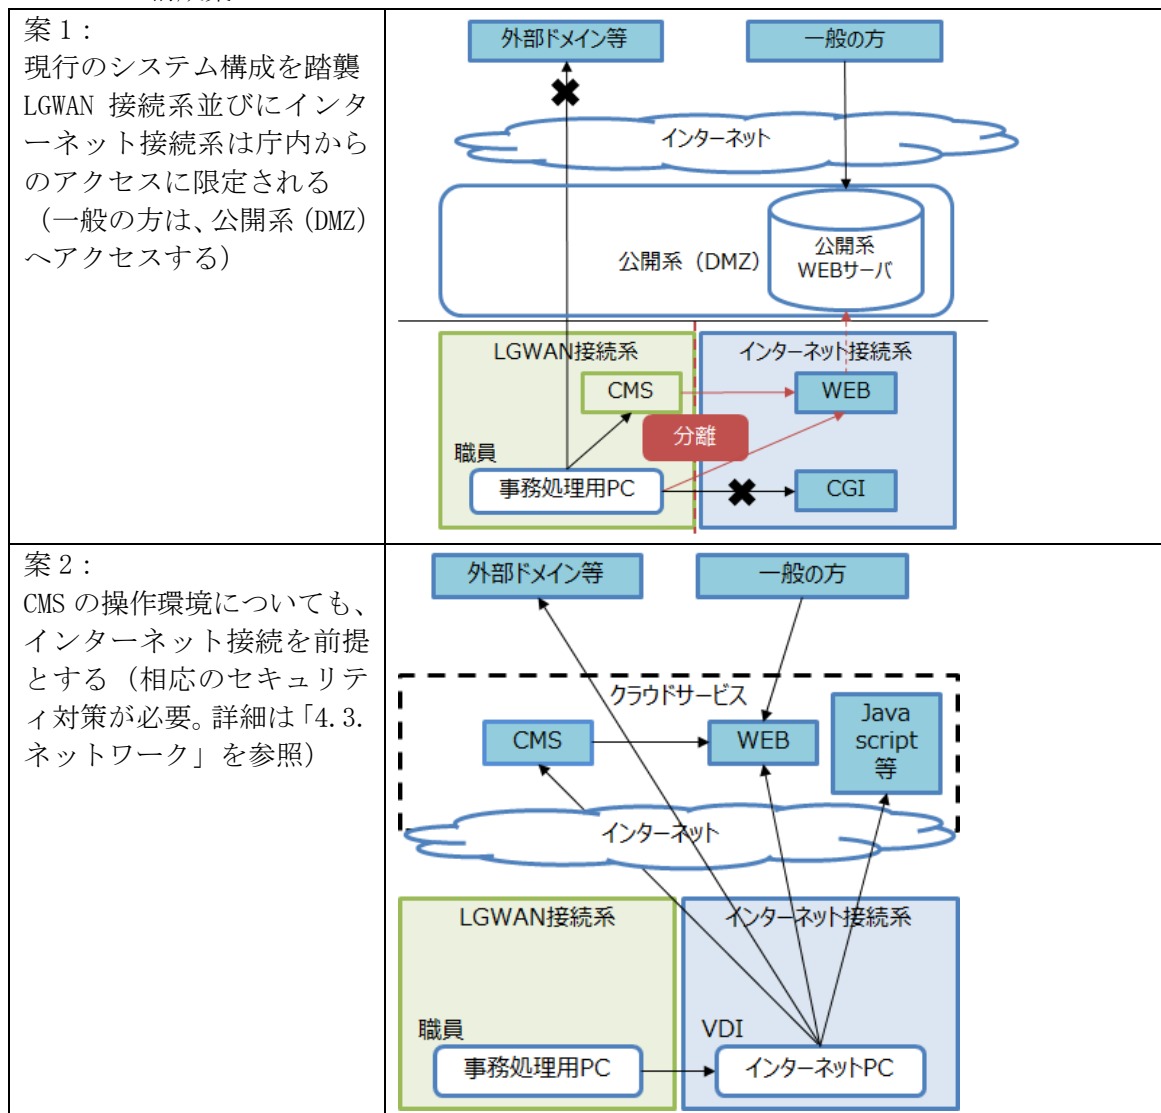 案1：
現行のシステム構成を踏襲
LGWAN 接続系並びにインタ
ーネット接続系は庁内から
のアクセスに限定される
（一般の方は、公開系（DMZ）
へアクセスする）
外部ドメイン等
一般の方
インターネット
公開系（DMZ）
公開系
WEBサーバ
LGWAN接続系
インターネット接続系
CMS
WEB
分離
職員
事務処理用PC
CGI
案2：
CMS の操作環境についても、
インターネット接続を前提
とする（相応のセキュリテ
ィ対策が必要。詳細は「4.3.
ネットワーク」を参照）
外部ドメイン等
一般の方
クラウドサービス
CMS
WEB
Java
script
等
インターネット
LGWAN接続系
インターネット接続系
職員
VDI
事務処理用PC
インターネットPC